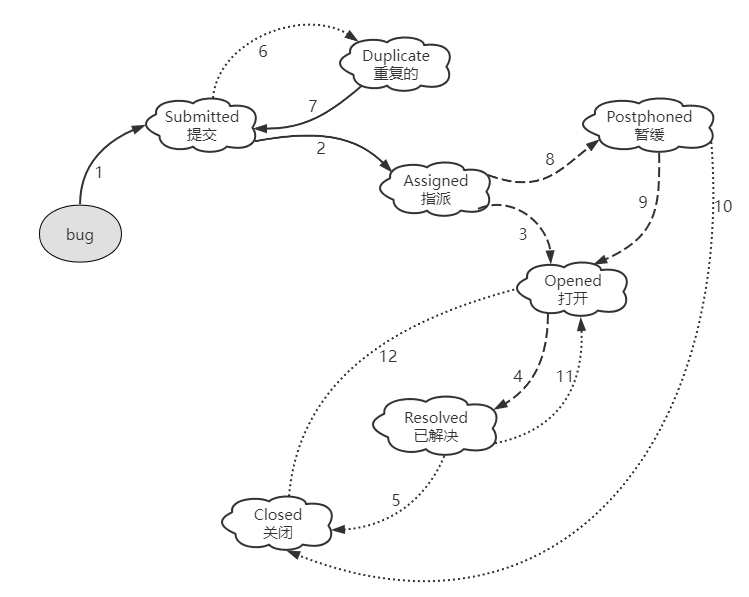 6
Duplicate
重复的
7
Submitted
提交
2
1
bug
Assigned
指派
8
Postphoned
暂缓
3
9
10
Opened
打开
12
4
11
Resolved
已解决
5
Closed
关闭